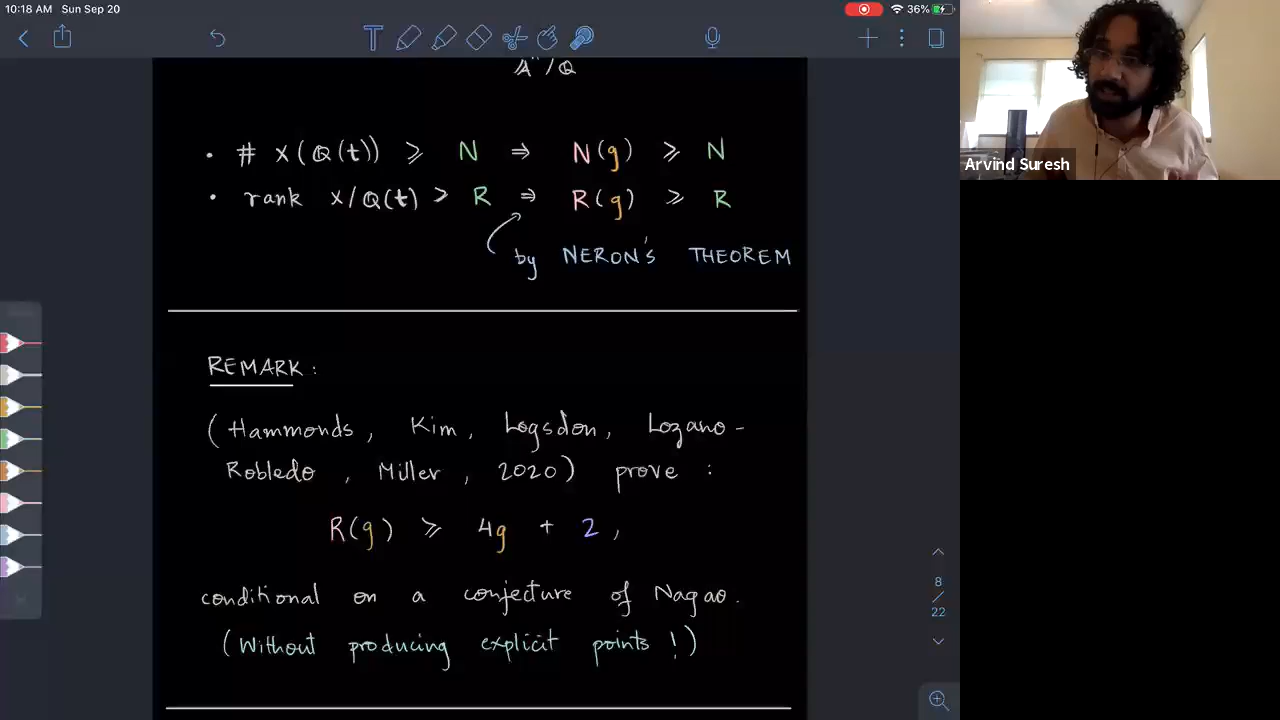 10:18 AM Sun Sep 20
36%
Arvind Suresh
𝔸ⁿ/ℚ
• # X(ℚ(t)) ⩾ N ⇒ N(g) ⩾ N
• rank X/ℚ(t) > R ⇒ R(g) ⩾ R
by NERON'S THEOREM
REMARK:
(Hammonds, Kim, Logsdon, Lozano-
Robledo, Miller, 2020) prove:
R(g) ⩾ 4g + 2,
conditional on a conjecture of Nagao.
(Without producing explicit points!)
8
/
22